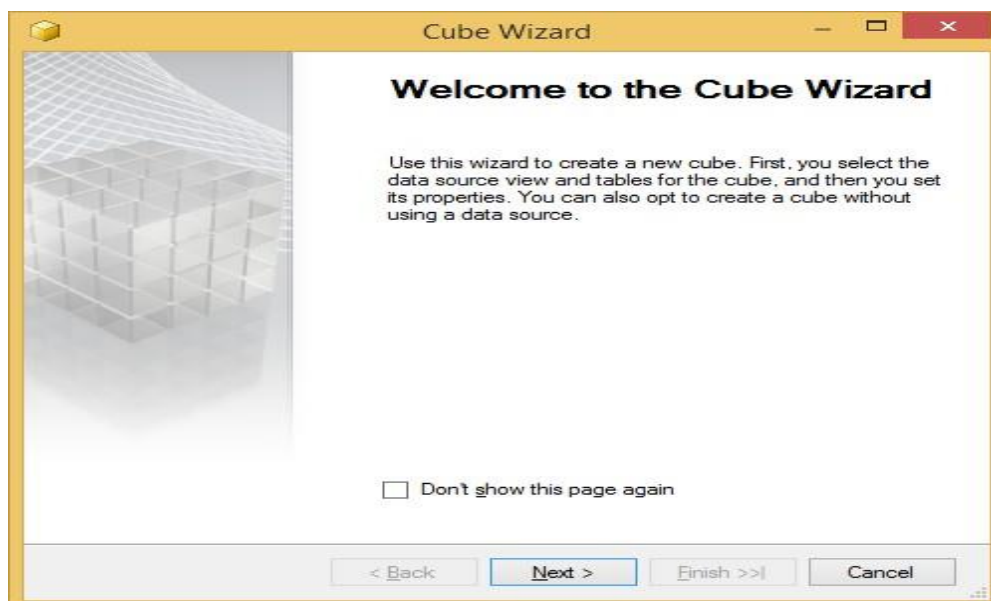 Cube Wizard
Welcome to the Cube Wizard
Use this wizard to create a new cube. First, you select the
data source view and tables for the cube, and then you set
its properties. You can also opt to create a cube without
using a data source.
Don't show this page again
< Back
Next >
Finish >>|
Cancel